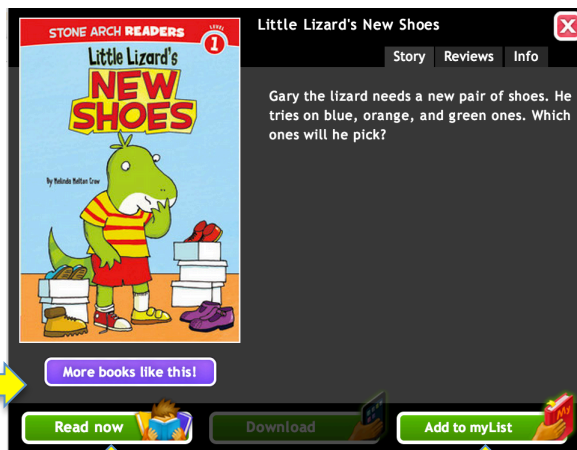 Little Lizard's New Shoes
Story Reviews Info
STONE ARCH READERS
LEVEL
1
Little Lizard's
NEW
SHOES
By Melinda Melton Crow
Gary the lizard needs a new pair of shoes. He
tries on blue, orange, and green ones. Which
ones will he pick?
More books like this!
Read now
Download
Add to myList
My